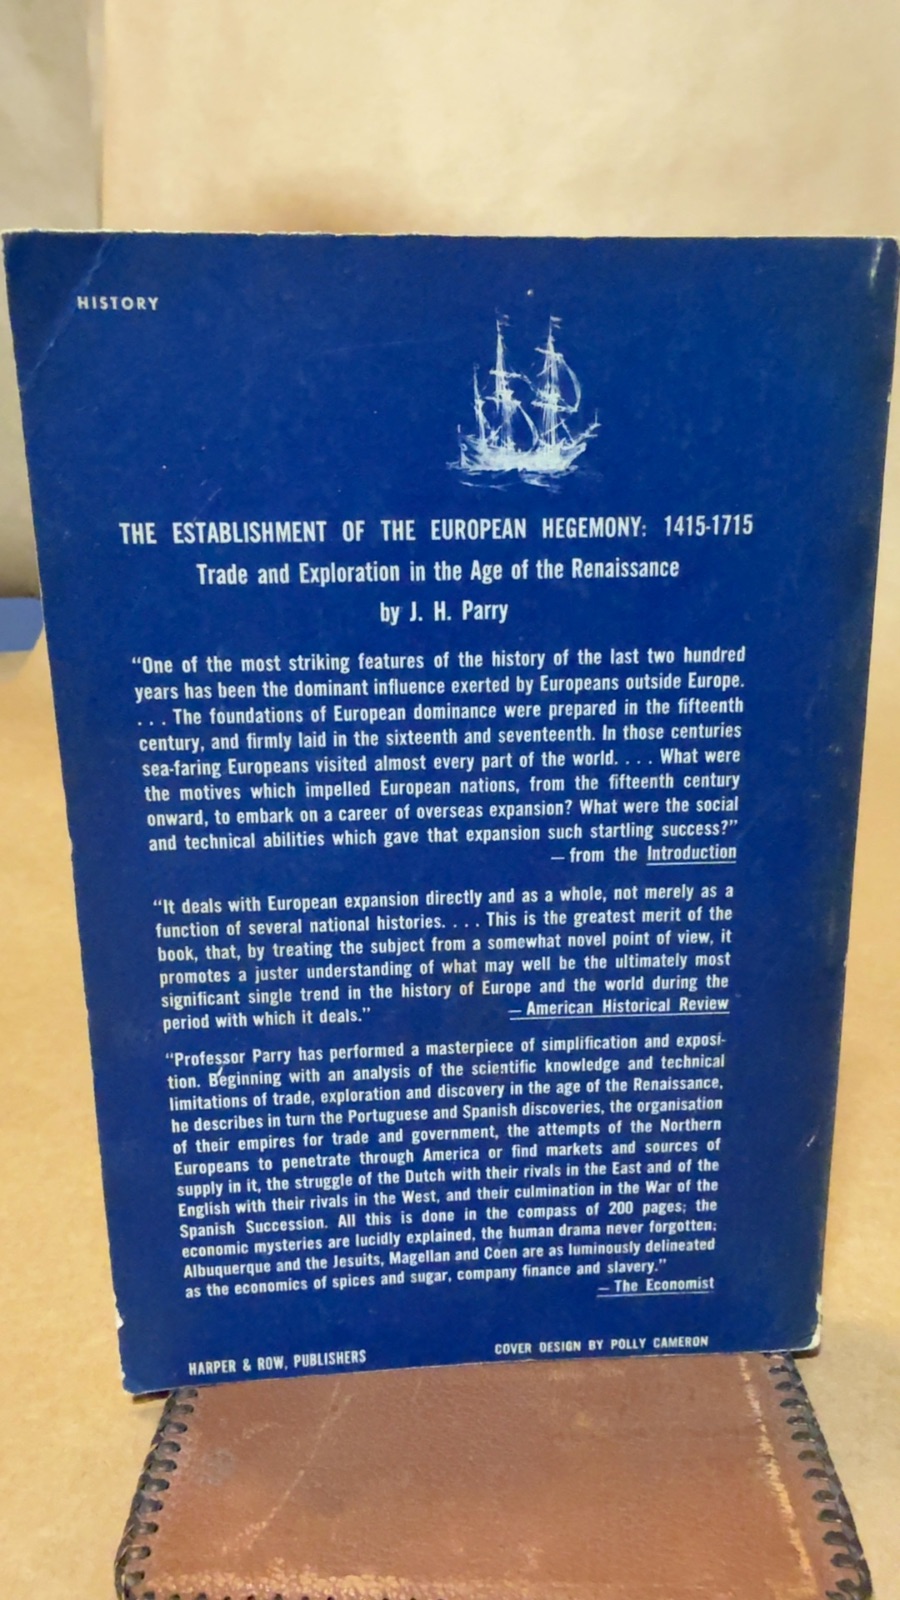 HISTORY
THE ESTABLISHMENT OF THE EUROPEAN HEGEMONY: 1415-1715
Trade and Exploration in the Age of the Renaissance
by J. H. Parry
“One of the most striking features of the history of the last two hundred
years has been the dominant influence exerted by Europeans outside Europe.
. . . The foundations of European dominance were prepared in the fifteenth
century, and firmly laid in the sixteenth and seventeenth. In those centuries
sea-faring Europeans visited almost every part of the world. . . . What were
the motives which impelled European nations, from the fifteenth century
onward, to embark on a career of overseas expansion? What were the social
and technical abilities which gave that expansion such startling success?”
— from the Introduction
“It deals with European expansion directly and as a whole, not merely as a
function of several national histories. . . . This is the greatest merit of the
book, that, by treating the subject from a somewhat novel point of view, it
promotes a juster understanding of what may well be the ultimately most
significant single trend in the history of Europe and the world during the
period with which it deals.” — American Historical Review
“Professor Parry has performed a masterpiece of simplification and exposi-
tion. Beginning with an analysis of the scientific knowledge and technical
limitations of trade, exploration and discovery in the age of the Renaissance,
he describes in turn the Portuguese and Spanish discoveries, the organisation
of their empires for trade and government, the attempts of the Northern
Europeans to penetrate through America or find markets and sources of
supply in it, the struggle of the Dutch with their rivals in the East and of the
English with their rivals in the West, and their culmination in the War of the
Spanish Succession. All this is done in the compass of 200 pages; the
economic mysteries are lucidly explained, the human drama never forgotten;
Albuquerque and the Jesuits, Magellan and Coen are as luminously delineated
as the economics of spices and sugar, company finance and slavery.”
— The Economist
HARPER & ROW, PUBLISHERS
COVER DESIGN BY POLLY CAMERON